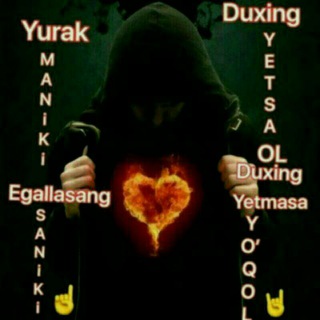 Yurak
MANiKi
Egallasang
SANiKi
Duxing
YETSA
OL
Duxing
Yetmasa
YO'QOL